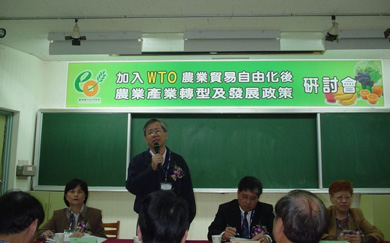 加入WTO農業貿易自由化後
農業產業轉型及發展政策
研討會